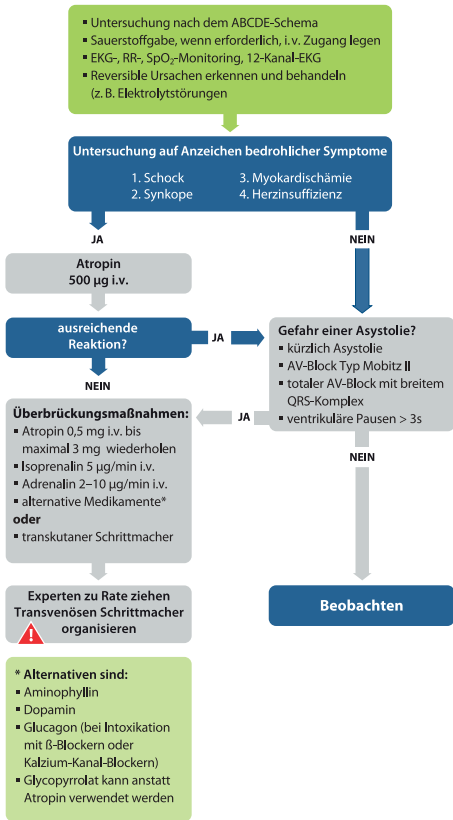 ▪ Untersuchung nach dem ABCDE-Schema
▪ Sauerstoffgabe, wenn erforderlich, i.v. Zugang legen
▪ EKG-, RR-, SpO₂-Monitoring, 12-Kanal-EKG
▪ Reversible Ursachen erkennen und behandeln
(z. B. Elektrolytstörungen
Untersuchung auf Anzeichen bedrohlicher Symptome
1. Schock 3. Myokardischämie
2. Synkope 4. Herzinsuffizienz
JA
NEIN
Atropin
500 µg i.v.
ausreichende
Reaktion?
JA
NEIN
Gefahr einer Asystolie?
▪ kürzlich Asystolie
▪ AV-Block Typ Mobitz II
▪ totaler AV-Block mit breitem
QRS-Komplex
▪ ventrikuläre Pausen > 3s
JA
NEIN
Überbrückungsmaßnahmen:
▪ Atropin 0,5 mg i.v. bis
maximal 3 mg wiederholen
▪ Isoprenalin 5 µg/min i.v.
▪ Adrenalin 2–10 µg/min i.v.
▪ alternative Medikamente*
oder
▪ transkutaner Schrittmacher
Experten zu Rate ziehen
Transvenösen Schrittmacher
organisieren
!
Beobachten
* Alternativen sind:
▪ Aminophyllin
▪ Dopamin
▪ Glucagon (bei Intoxikation
mit ß-Blockern oder
Kalzium-Kanal-Blockern)
▪ Glycopyrrolat kann anstatt
Atropin verwendet werden